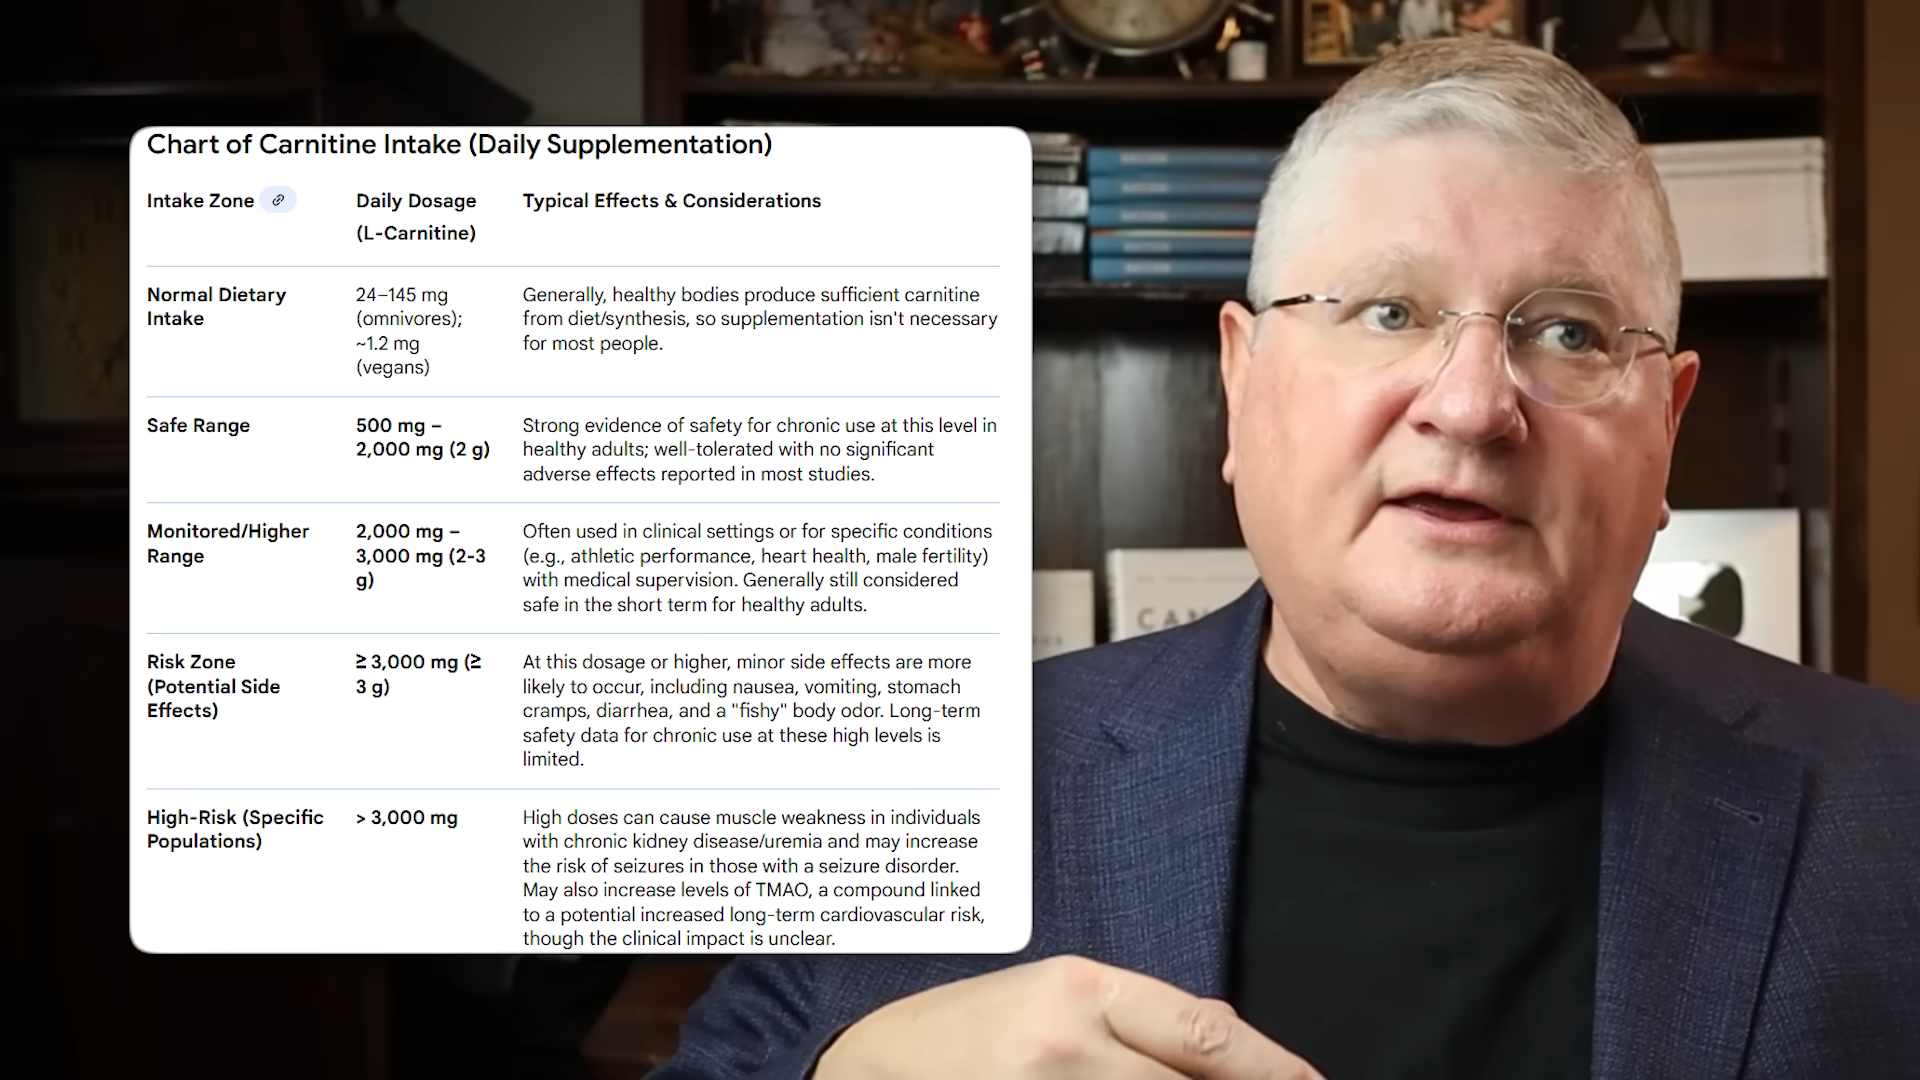 Chart of Carnitine Intake (Daily Supplementation)
Intake Zone
Daily Dosage
(L-Carnitine)
Typical Effects & Considerations
Normal Dietary
Intake
24–145 mg
(omnivores);
~1.2 mg
(vegans)
Generally, healthy bodies produce sufficient carnitine
from diet/synthesis, so supplementation isn't necessary
for most people.
Safe Range
500 mg –
2,000 mg (2 g)
Strong evidence of safety for chronic use at this level in
healthy adults; well-tolerated with no significant
adverse effects reported in most studies.
Monitored/Higher
Range
2,000 mg –
3,000 mg (2-3
g)
Often used in clinical settings or for specific conditions
(e.g., athletic performance, heart health, male fertility)
with medical supervision. Generally still considered
safe in the short term for healthy adults.
Risk Zone
(Potential Side
Effects)
≥ 3,000 mg (≥
3 g)
At this dosage or higher, minor side effects are more
likely to occur, including nausea, vomiting, stomach
cramps, diarrhea, and a "fishy" body odor. Long-term
safety data for chronic use at these high levels is
limited.
High-Risk (Specific
Populations)
> 3,000 mg
High doses can cause muscle weakness in individuals
with chronic kidney disease/uremia and may increase
the risk of seizures in those with a seizure disorder.
May also increase levels of TMAO, a compound linked
to a potential increased long-term cardiovascular risk,
though the clinical impact is unclear.
CAN